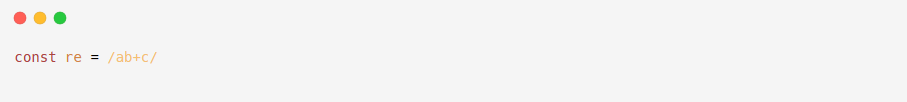 const re = /ab+c/